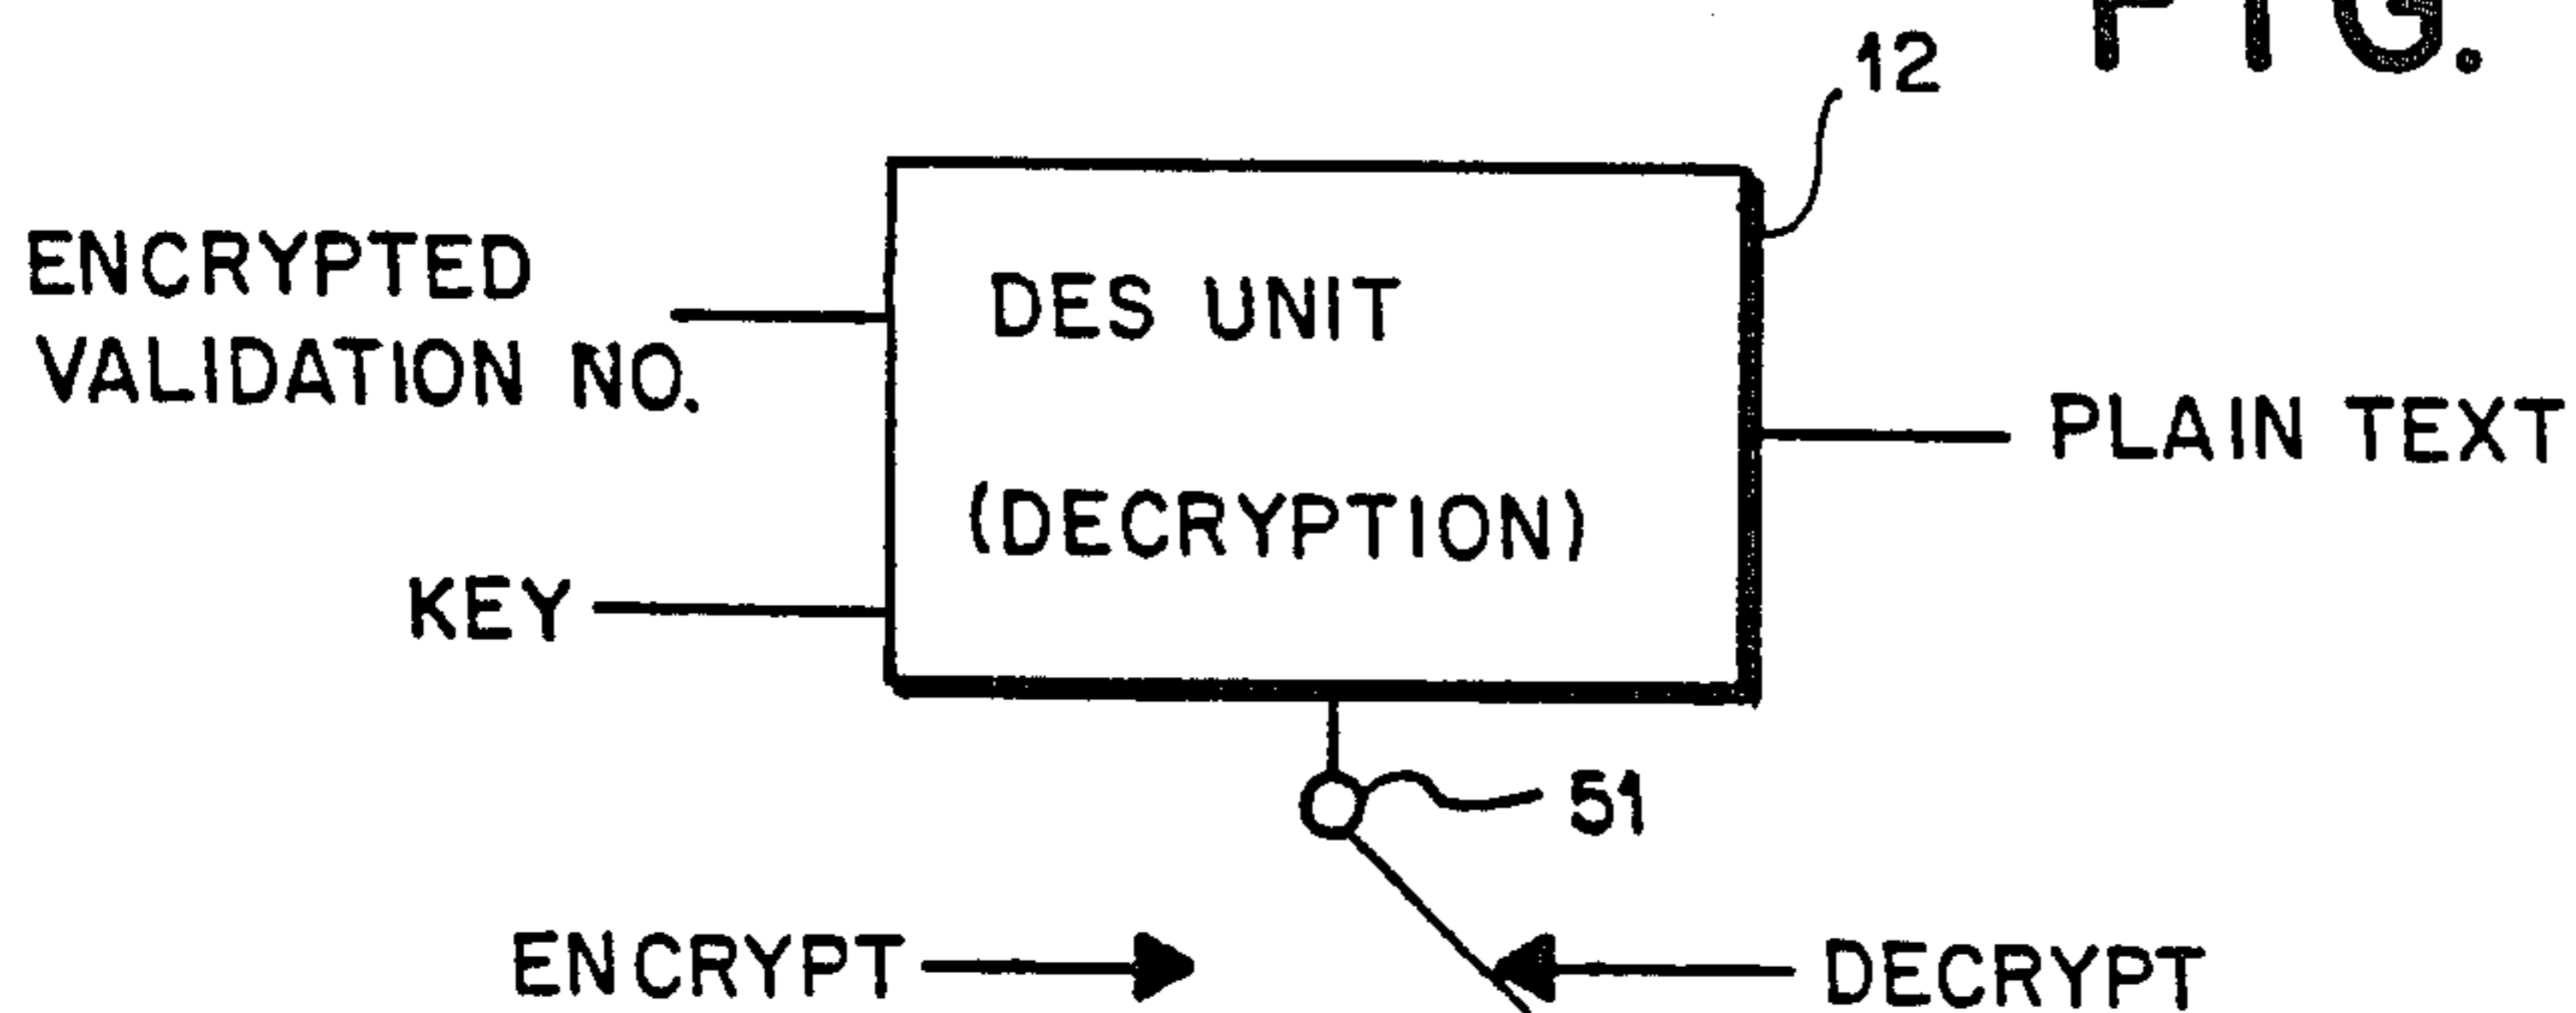 FIG.
12
ENCRYPTED
VALIDATION NO.
DES UNIT
(DECRYPTION)
PLAIN TEXT
KEY
51
ENCRYPT
DECRYPT